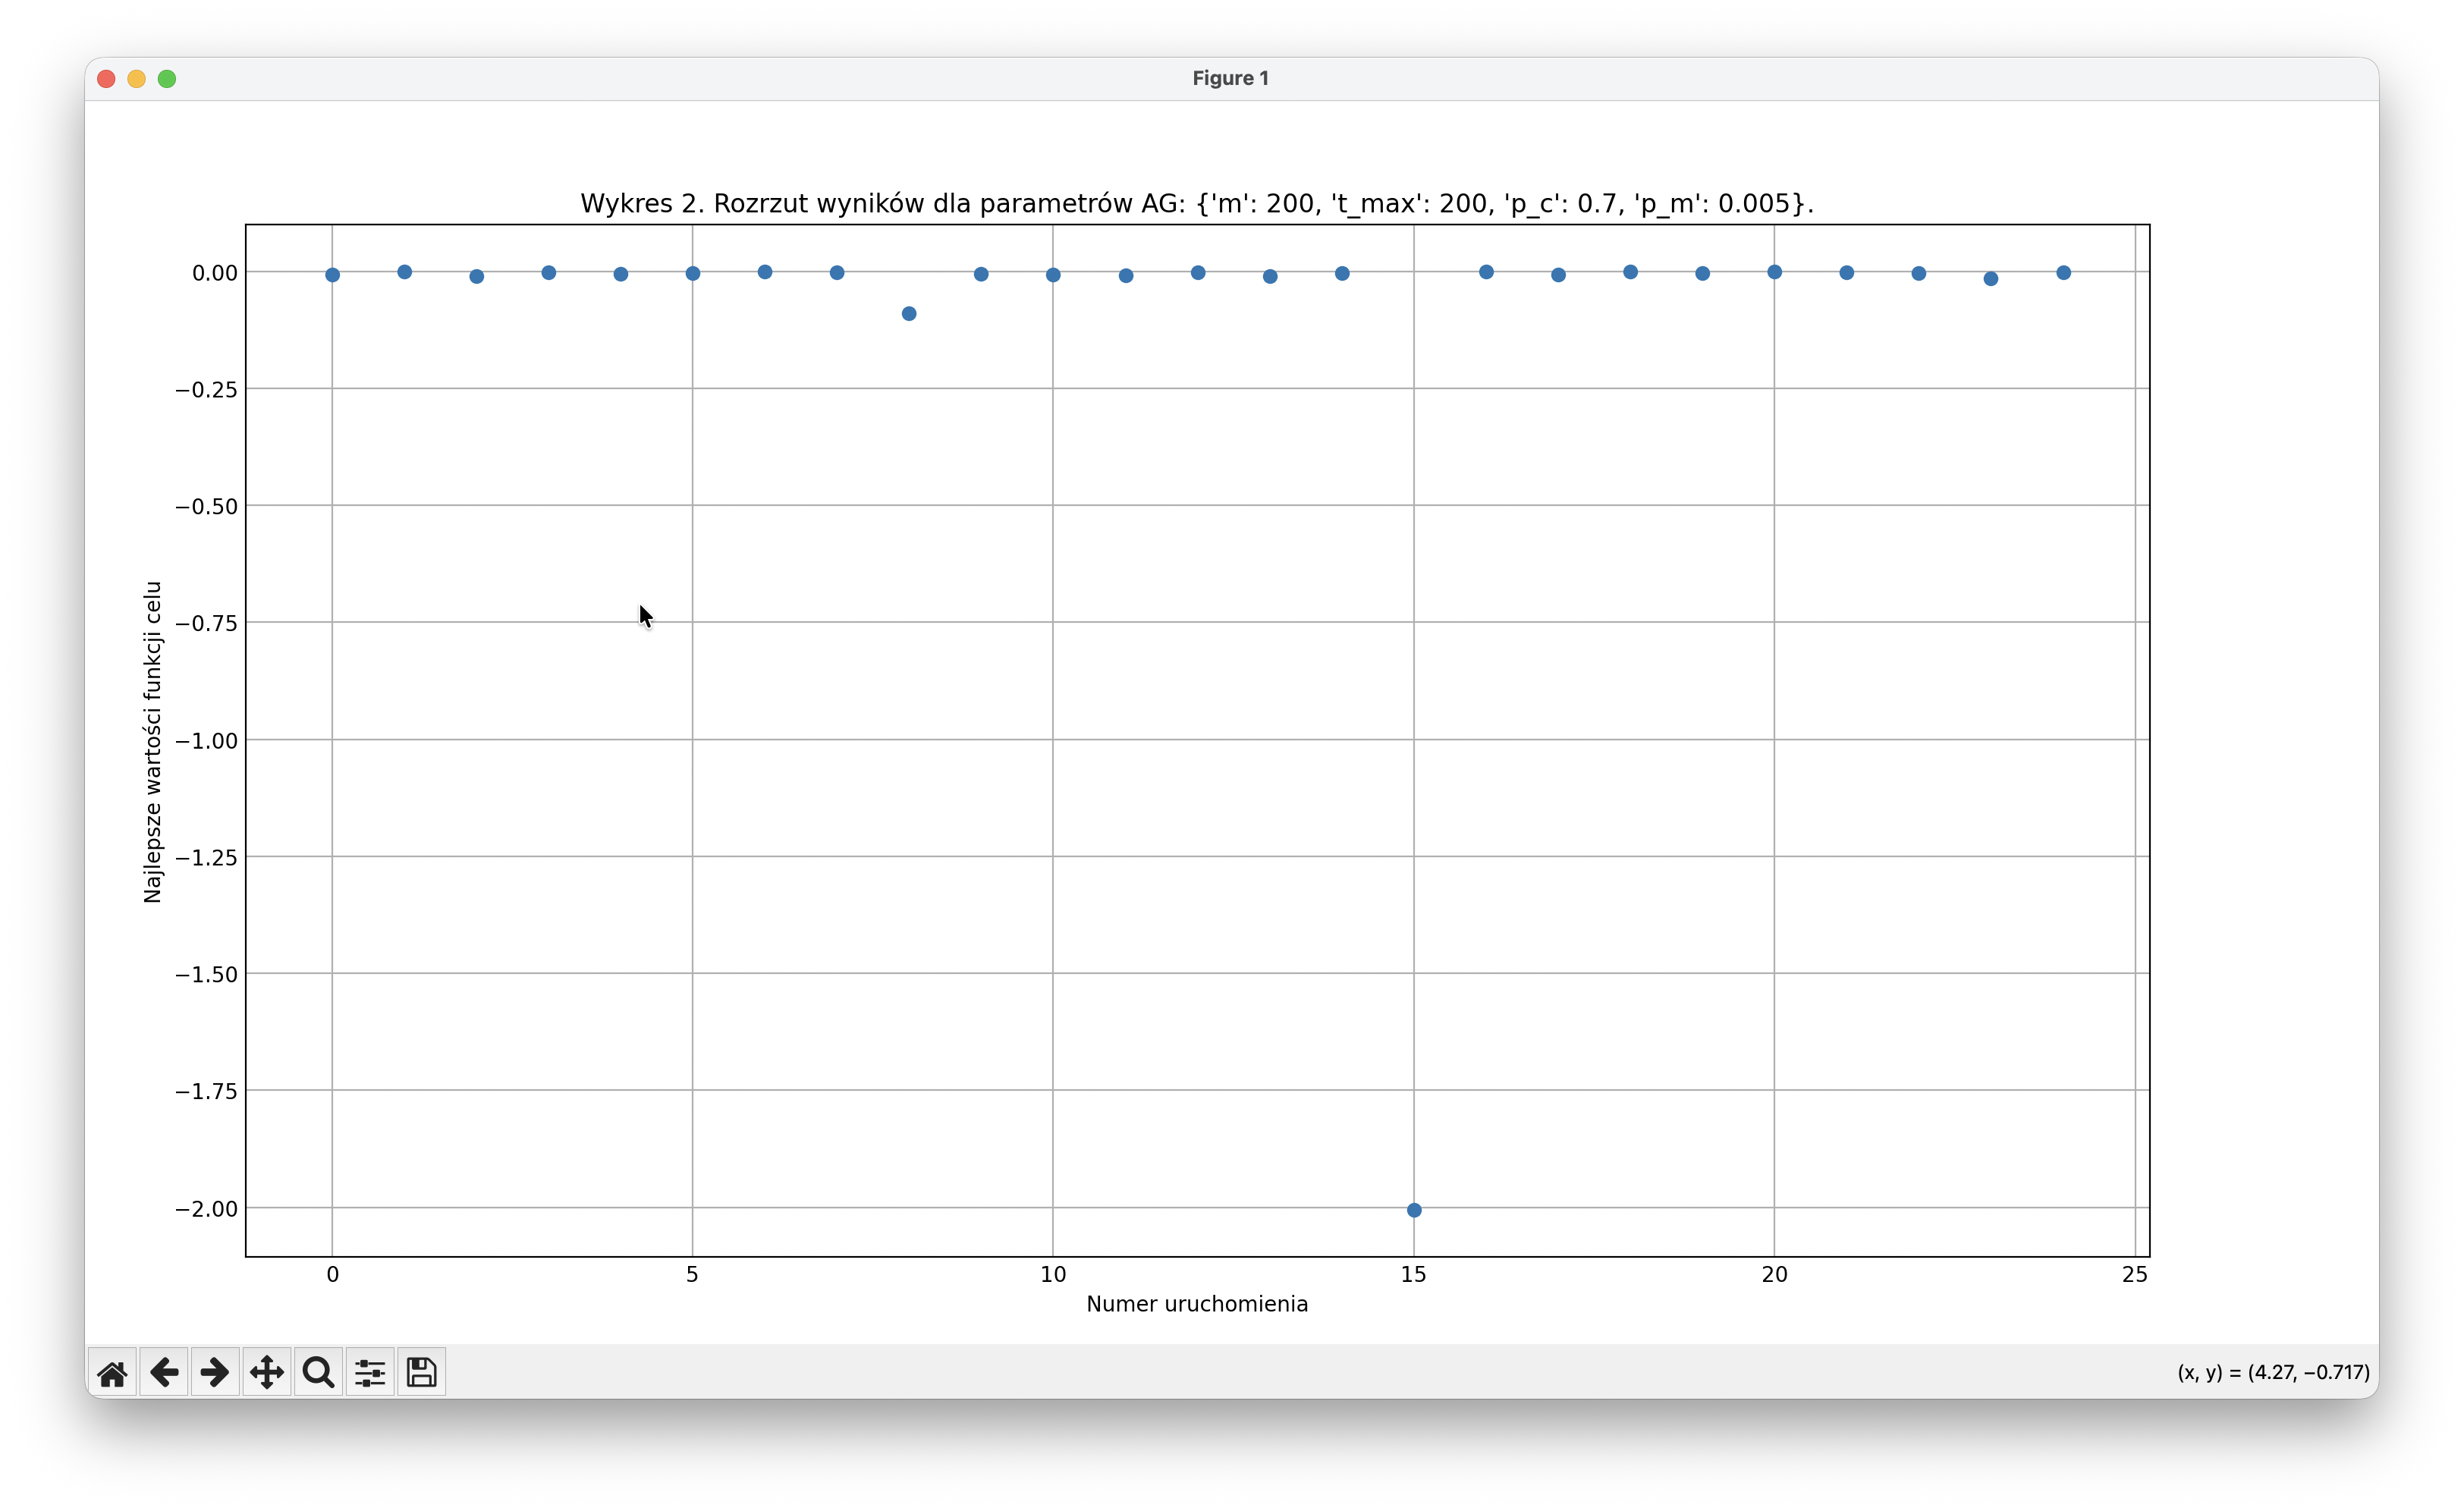 Figure 1
Wykres 2. Rozrzut wyników dla parametrów AG: {'m': 200, 't_max': 200, 'p_c': 0.7, 'p_m': 0.005}.
Najlepsze wartości funkcji celu
0.00
−0.25
−0.50
−0.75
−1.00
−1.25
−1.50
−1.75
−2.00
0 5 10 15 20 25
Numer uruchomienia
(x, y) = (4.27, −0.717)